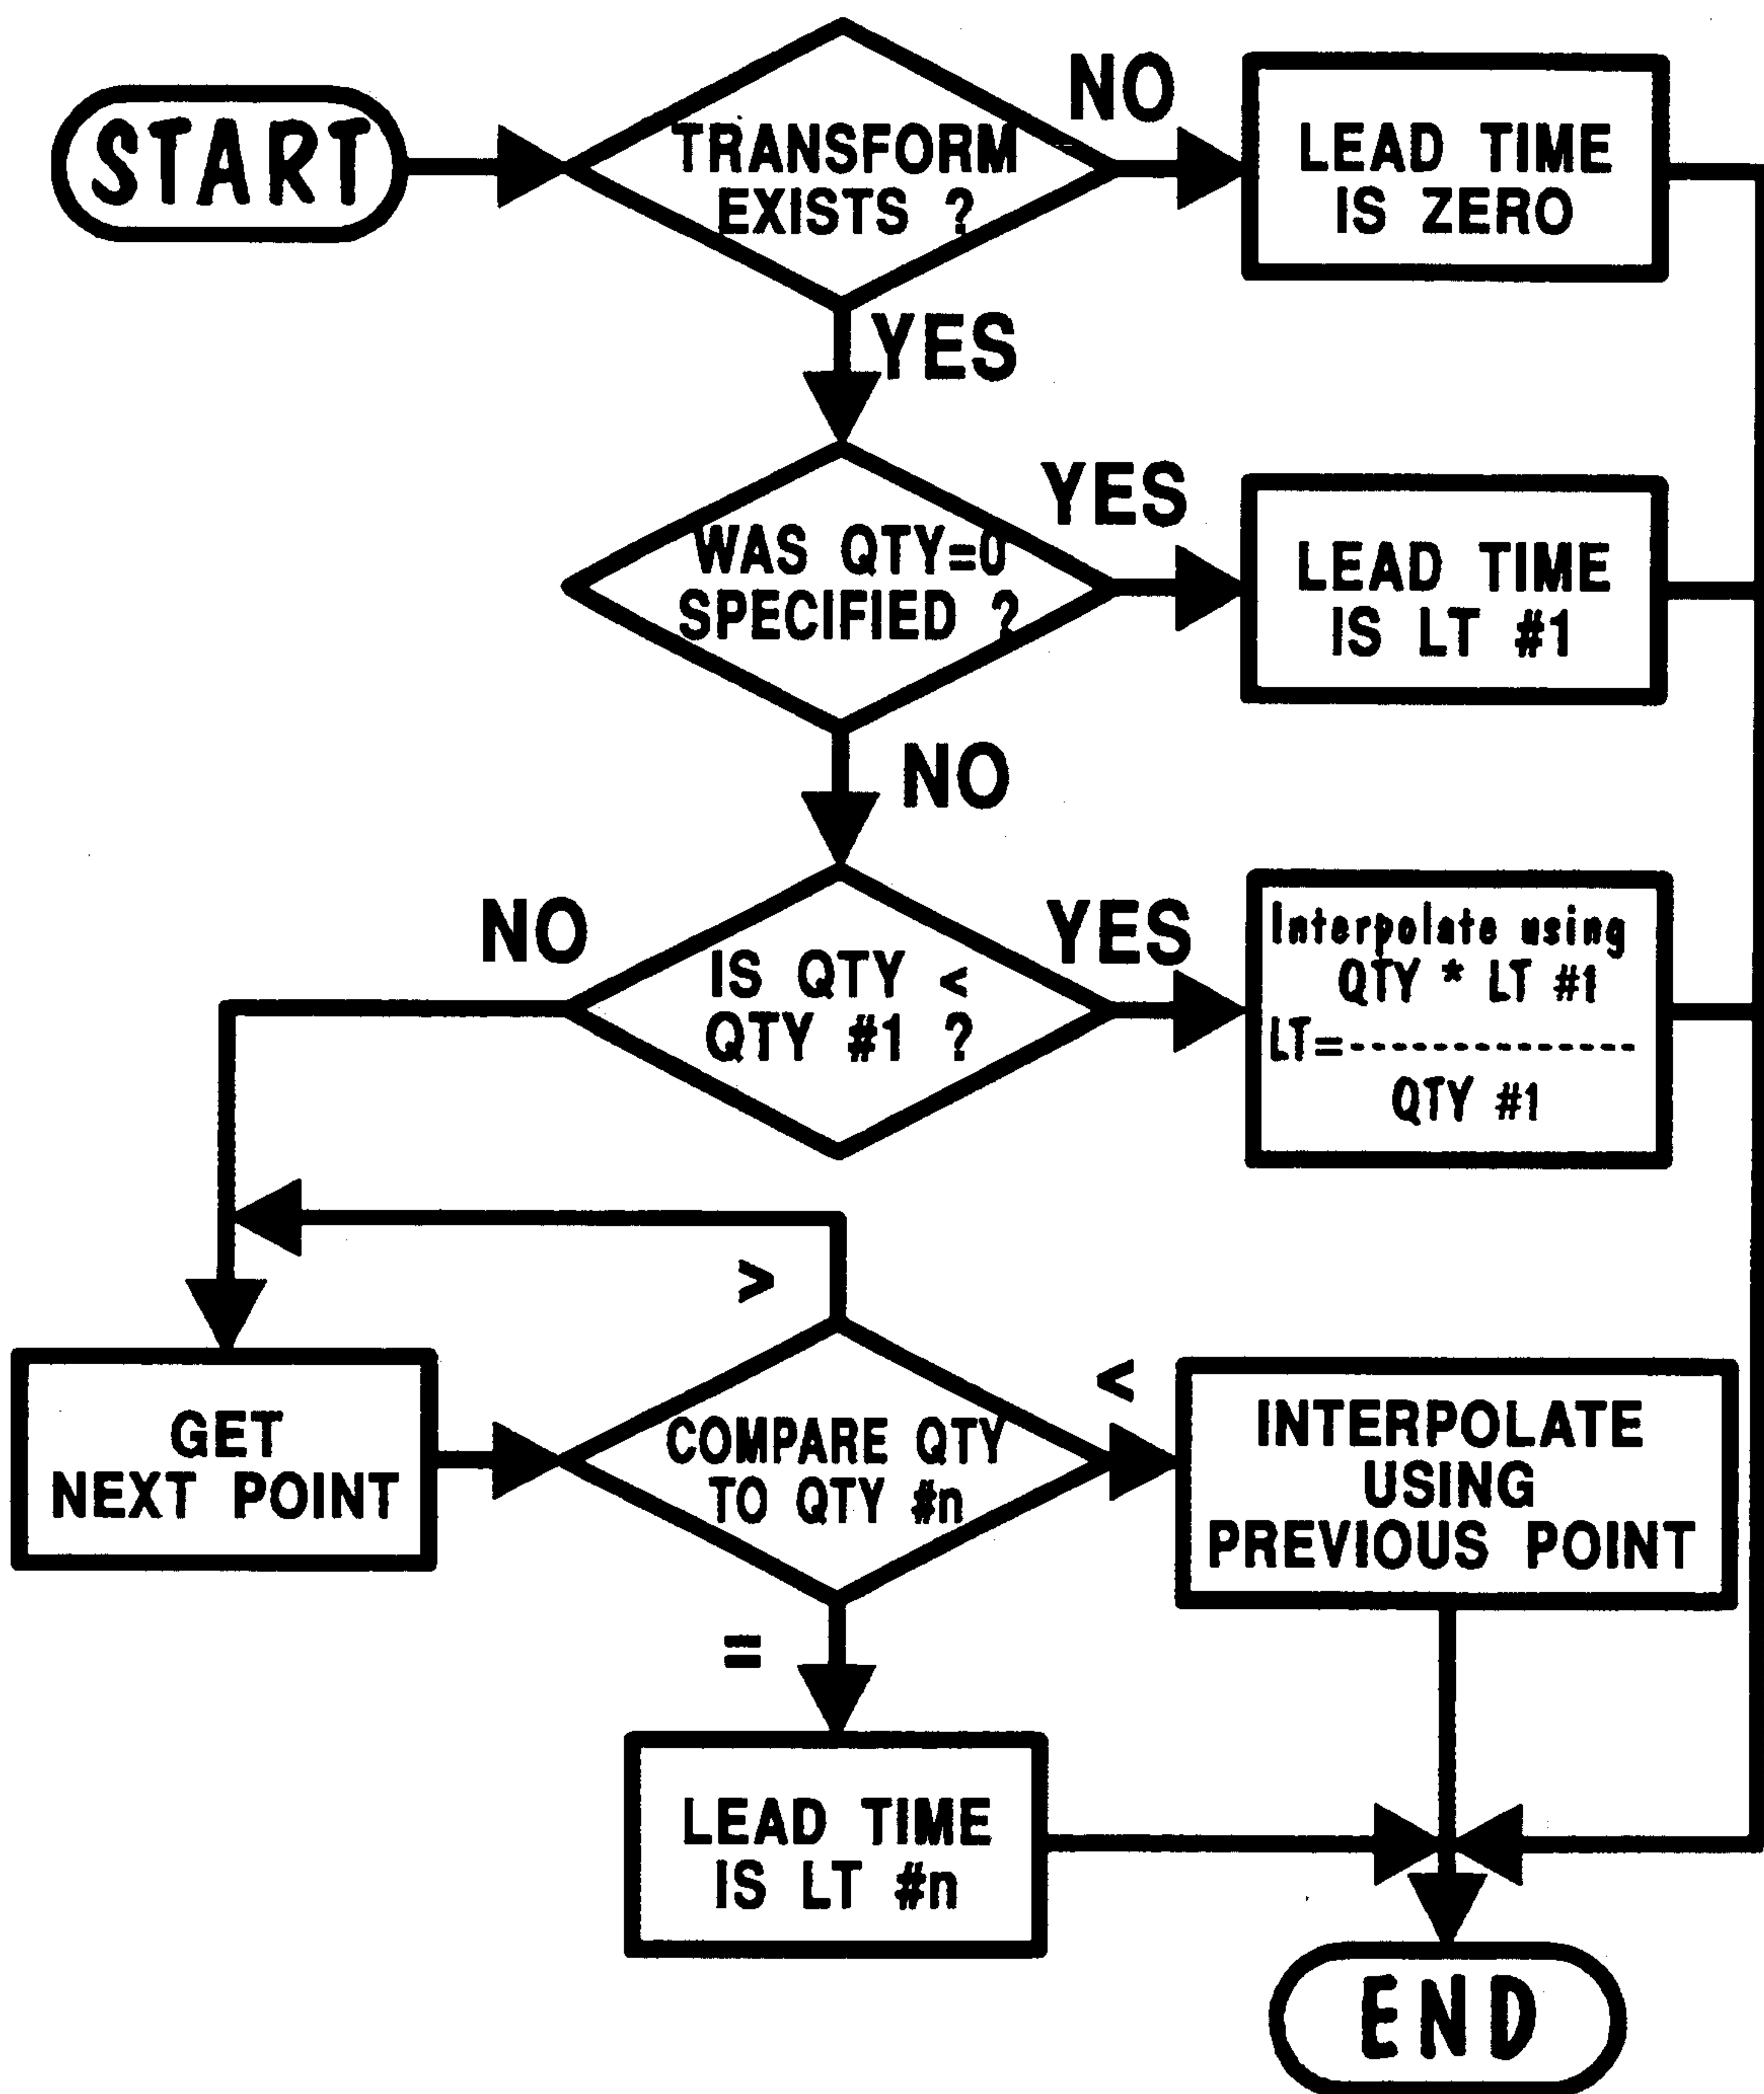 START
TRANSFORM
EXISTS ?
NO
LEAD TIME
IS ZERO
YES
WAS QTY=0
SPECIFIED ?
YES
LEAD TIME
IS LT #1
NO
IS QTY <
QTY #1 ?
NO
YES
Interpolate using
QTY * LT #1
LT=--------------
QTY #1
>
GET
NEXT POINT
COMPARE QTY
TO QTY #n
<
INTERPOLATE
USING
PREVIOUS POINT
=
LEAD TIME
IS LT #n
END